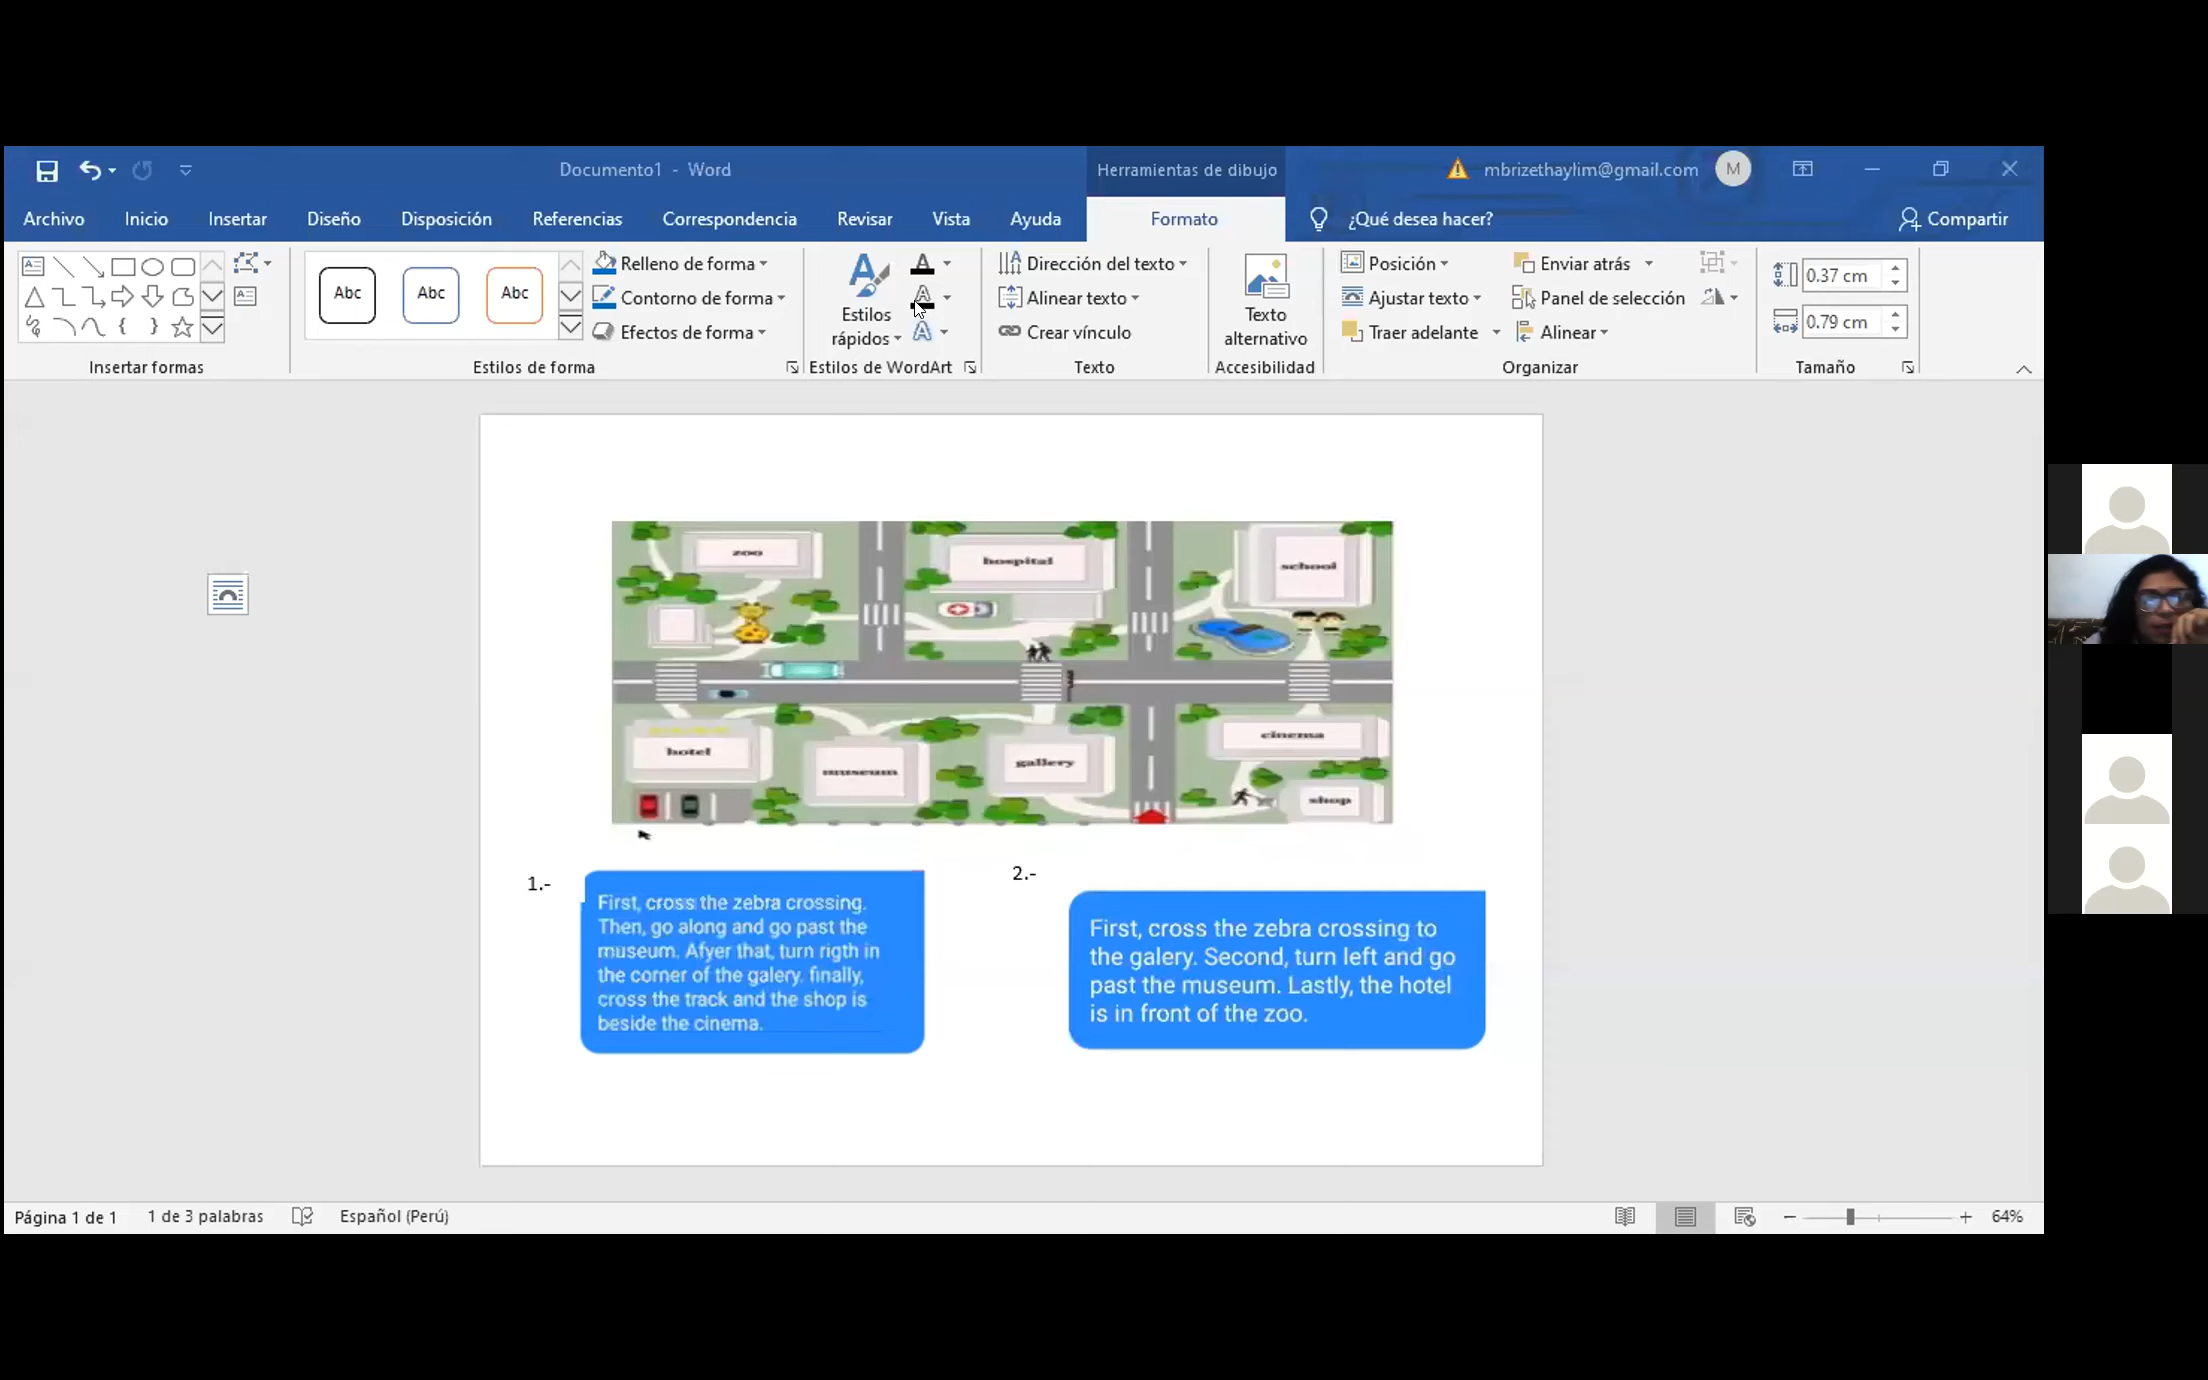 Documento1 - Word
Herramientas de dibujo
mbrizethaylim@gmail.com
M
Archivo
Inicio
Insertar
Diseño
Disposición
Referencias
Correspondencia
Revisar
Vista
Ayuda
Formato
¿Qué desea hacer?
Compartir
Abc
Abc
Abc
Relleno de forma
Contorno de forma
Efectos de forma
Estilos
rápidos
Dirección del texto
Alinear texto
Crear vínculo
Texto
alternativo
Posición
Ajustar texto
Traer adelante
Enviar atrás
Panel de selección
Alinear
0.37 cm
0.79 cm
Insertar formas
Estilos de forma
Estilos de WordArt
Texto
Accesibilidad
Organizar
Tamaño
zoo
hospital
school
hotel
museum
gallery
cinema
shop
1.-
First, cross the zebra crossing.
Then, go along and go past the
museum. Afyer that, turn rigth in
the corner of the galery. finally,
cross the track and the shop is
beside the cinema.
2.-
First, cross the zebra crossing to
the galery. Second, turn left and go
past the museum. Lastly, the hotel
is in front of the zoo.
Página 1 de 1
1 de 3 palabras
Español (Perú)
64%